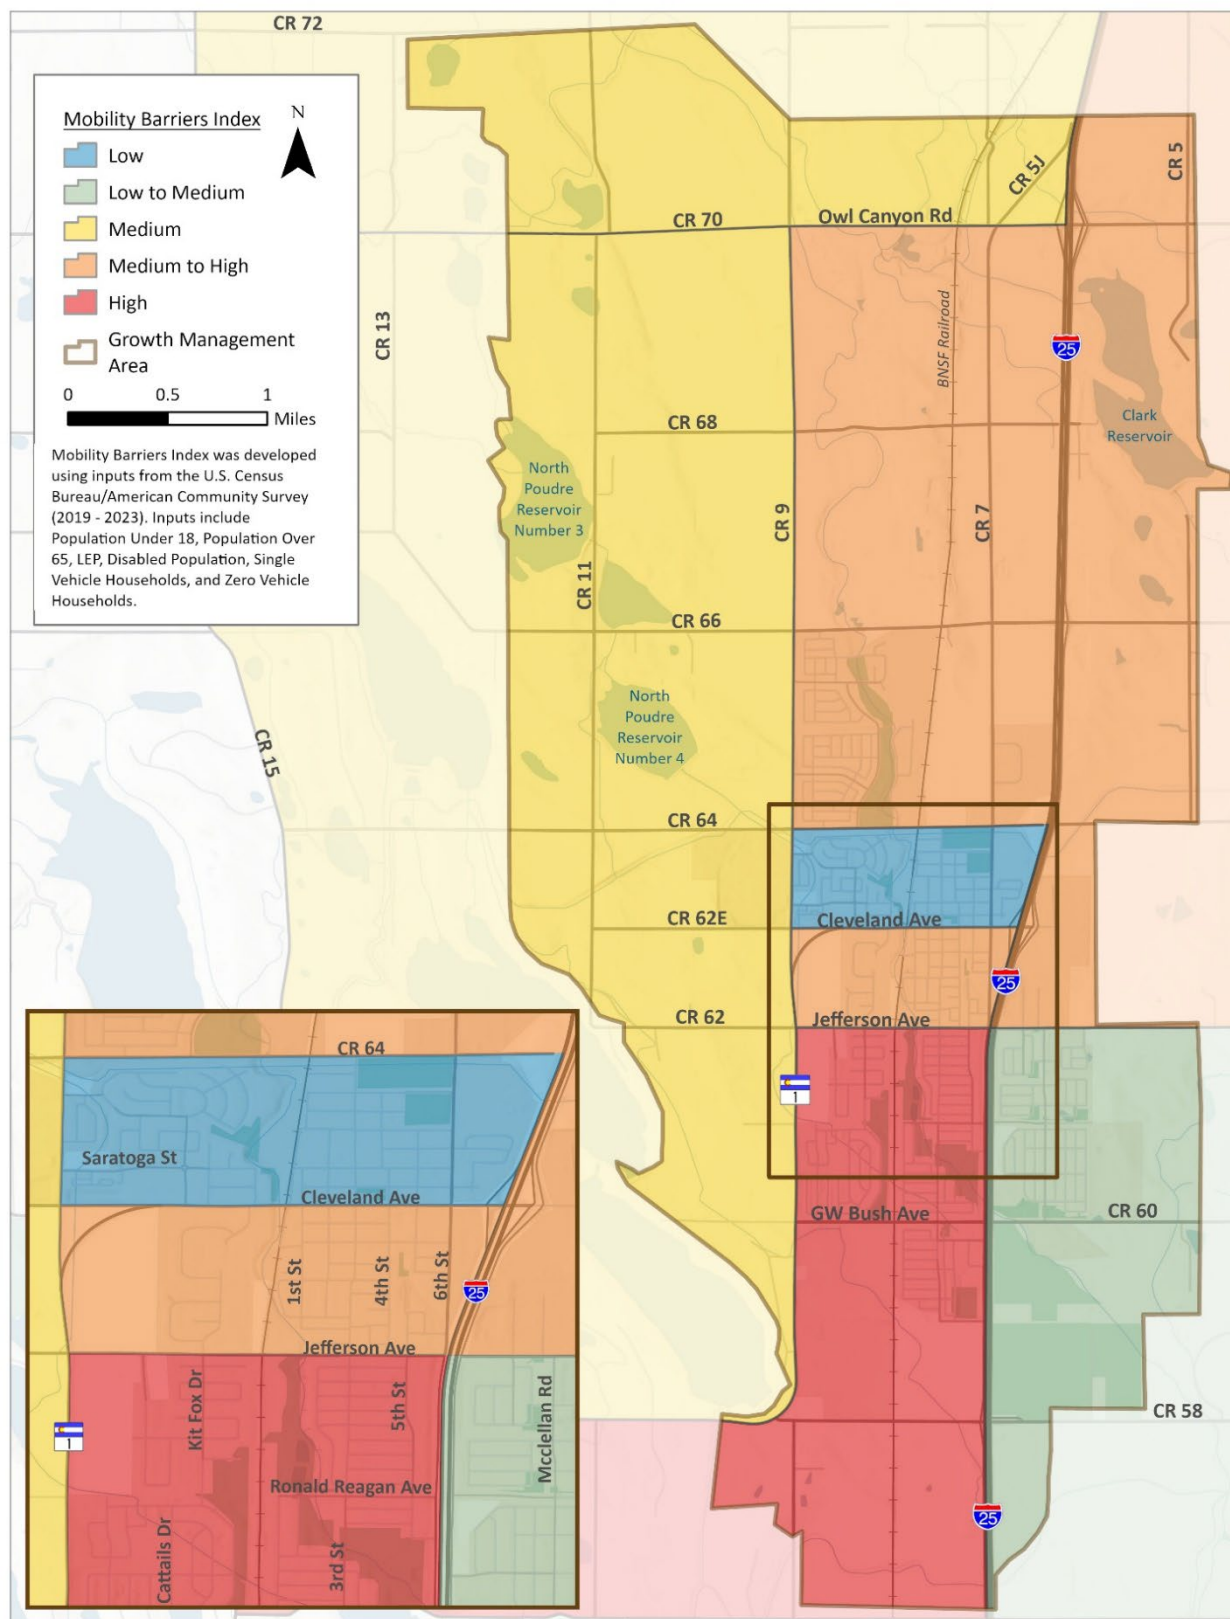 CR 72
Mobility Barriers Index
N
Low
Low to Medium
Medium
Medium to High
High
Growth Management
Area
0 0.5 1
Miles
Mobility Barriers Index was developed
using inputs from the U.S. Census
Bureau/American Community Survey
(2019 - 2023). Inputs include
Population Under 18, Population Over
65, LEP, Disabled Population, Single
Vehicle Households, and Zero Vehicle
Households.
CR 5J
CR 5
CR 70
Owl Canyon Rd
CR 13
BNSF Railroad
25
CR 68
Clark
Reservoir
North
Poudre
Reservoir
Number 3
CR 9
CR 7
CR 11
CR 66
North
Poudre
Reservoir
Number 4
CR 15
CR 64
CR 62E
Cleveland Ave
25
CR 62
Jefferson Ave
1
GW Bush Ave
CR 60
CR 58
25
CR 64
Saratoga St
Cleveland Ave
1st St
4th St
6th St
25
Jefferson Ave
Kit Fox Dr
5th St
Mcclellan Rd
1
Ronald Reagan Ave
Cattails Dr
3rd St